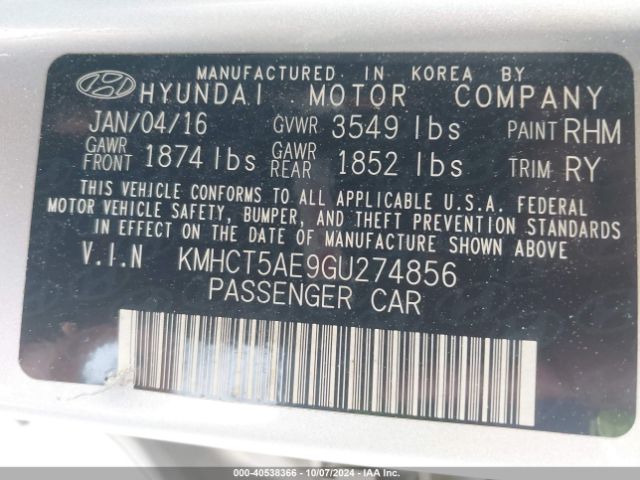 MANUFACTURED IN KOREA BY
HYUNDAI MOTOR COMPANY
JAN/04/16 GVWR 3549 lbs PAINT RHM
GAWR FRONT 1874 lbs GAWR REAR 1852 lbs TRIM RY
THIS VEHICLE CONFORMS TO ALL APPLICABLE U.S.A. FEDERAL
MOTOR VEHICLE SAFETY, BUMPER, AND THEFT PREVENTION STANDARDS
IN EFFECT ON THE DATE OF MANUFACTURE SHOWN ABOVE
V.I.N KMHCT5AE9GU274856
PASSENGER CAR
000-40538366 - 10/07/2024 - IAA Inc.